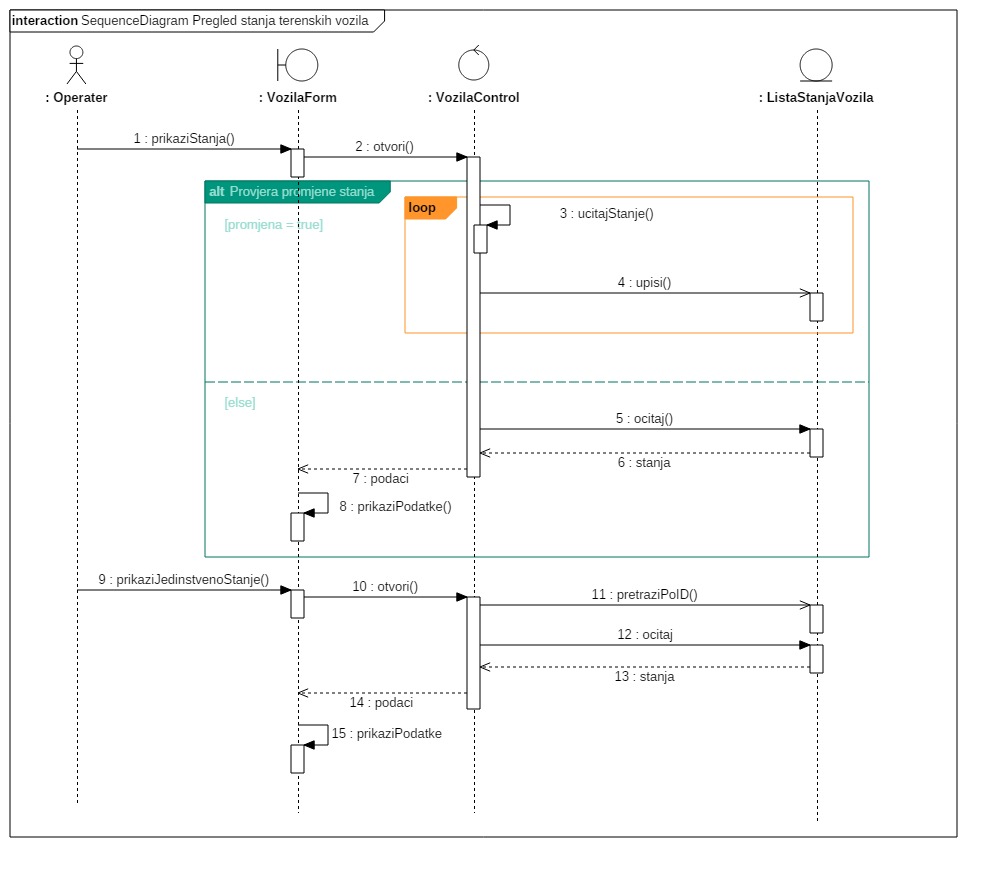 interaction SequenceDiagram Pregled stanja terenskih vozila
: Operater
: VozilaForm
: VozilaControl
: ListaStanjaVozila
1 : prikaziStanja()
2 : otvori()
alt Provjera promjene stanja
loop
3 : ucitajStanje()
[promjena = true]
4 : upisi()
[else]
5 : ocitaj()
6 : stanja
7 : podaci
8 : prikaziPodatke()
9 : prikaziJedinstvenoStanje()
10 : otvori()
11 : pretraziPoID()
12 : ocitaj
13 : stanja
14 : podaci
15 : prikaziPodatke